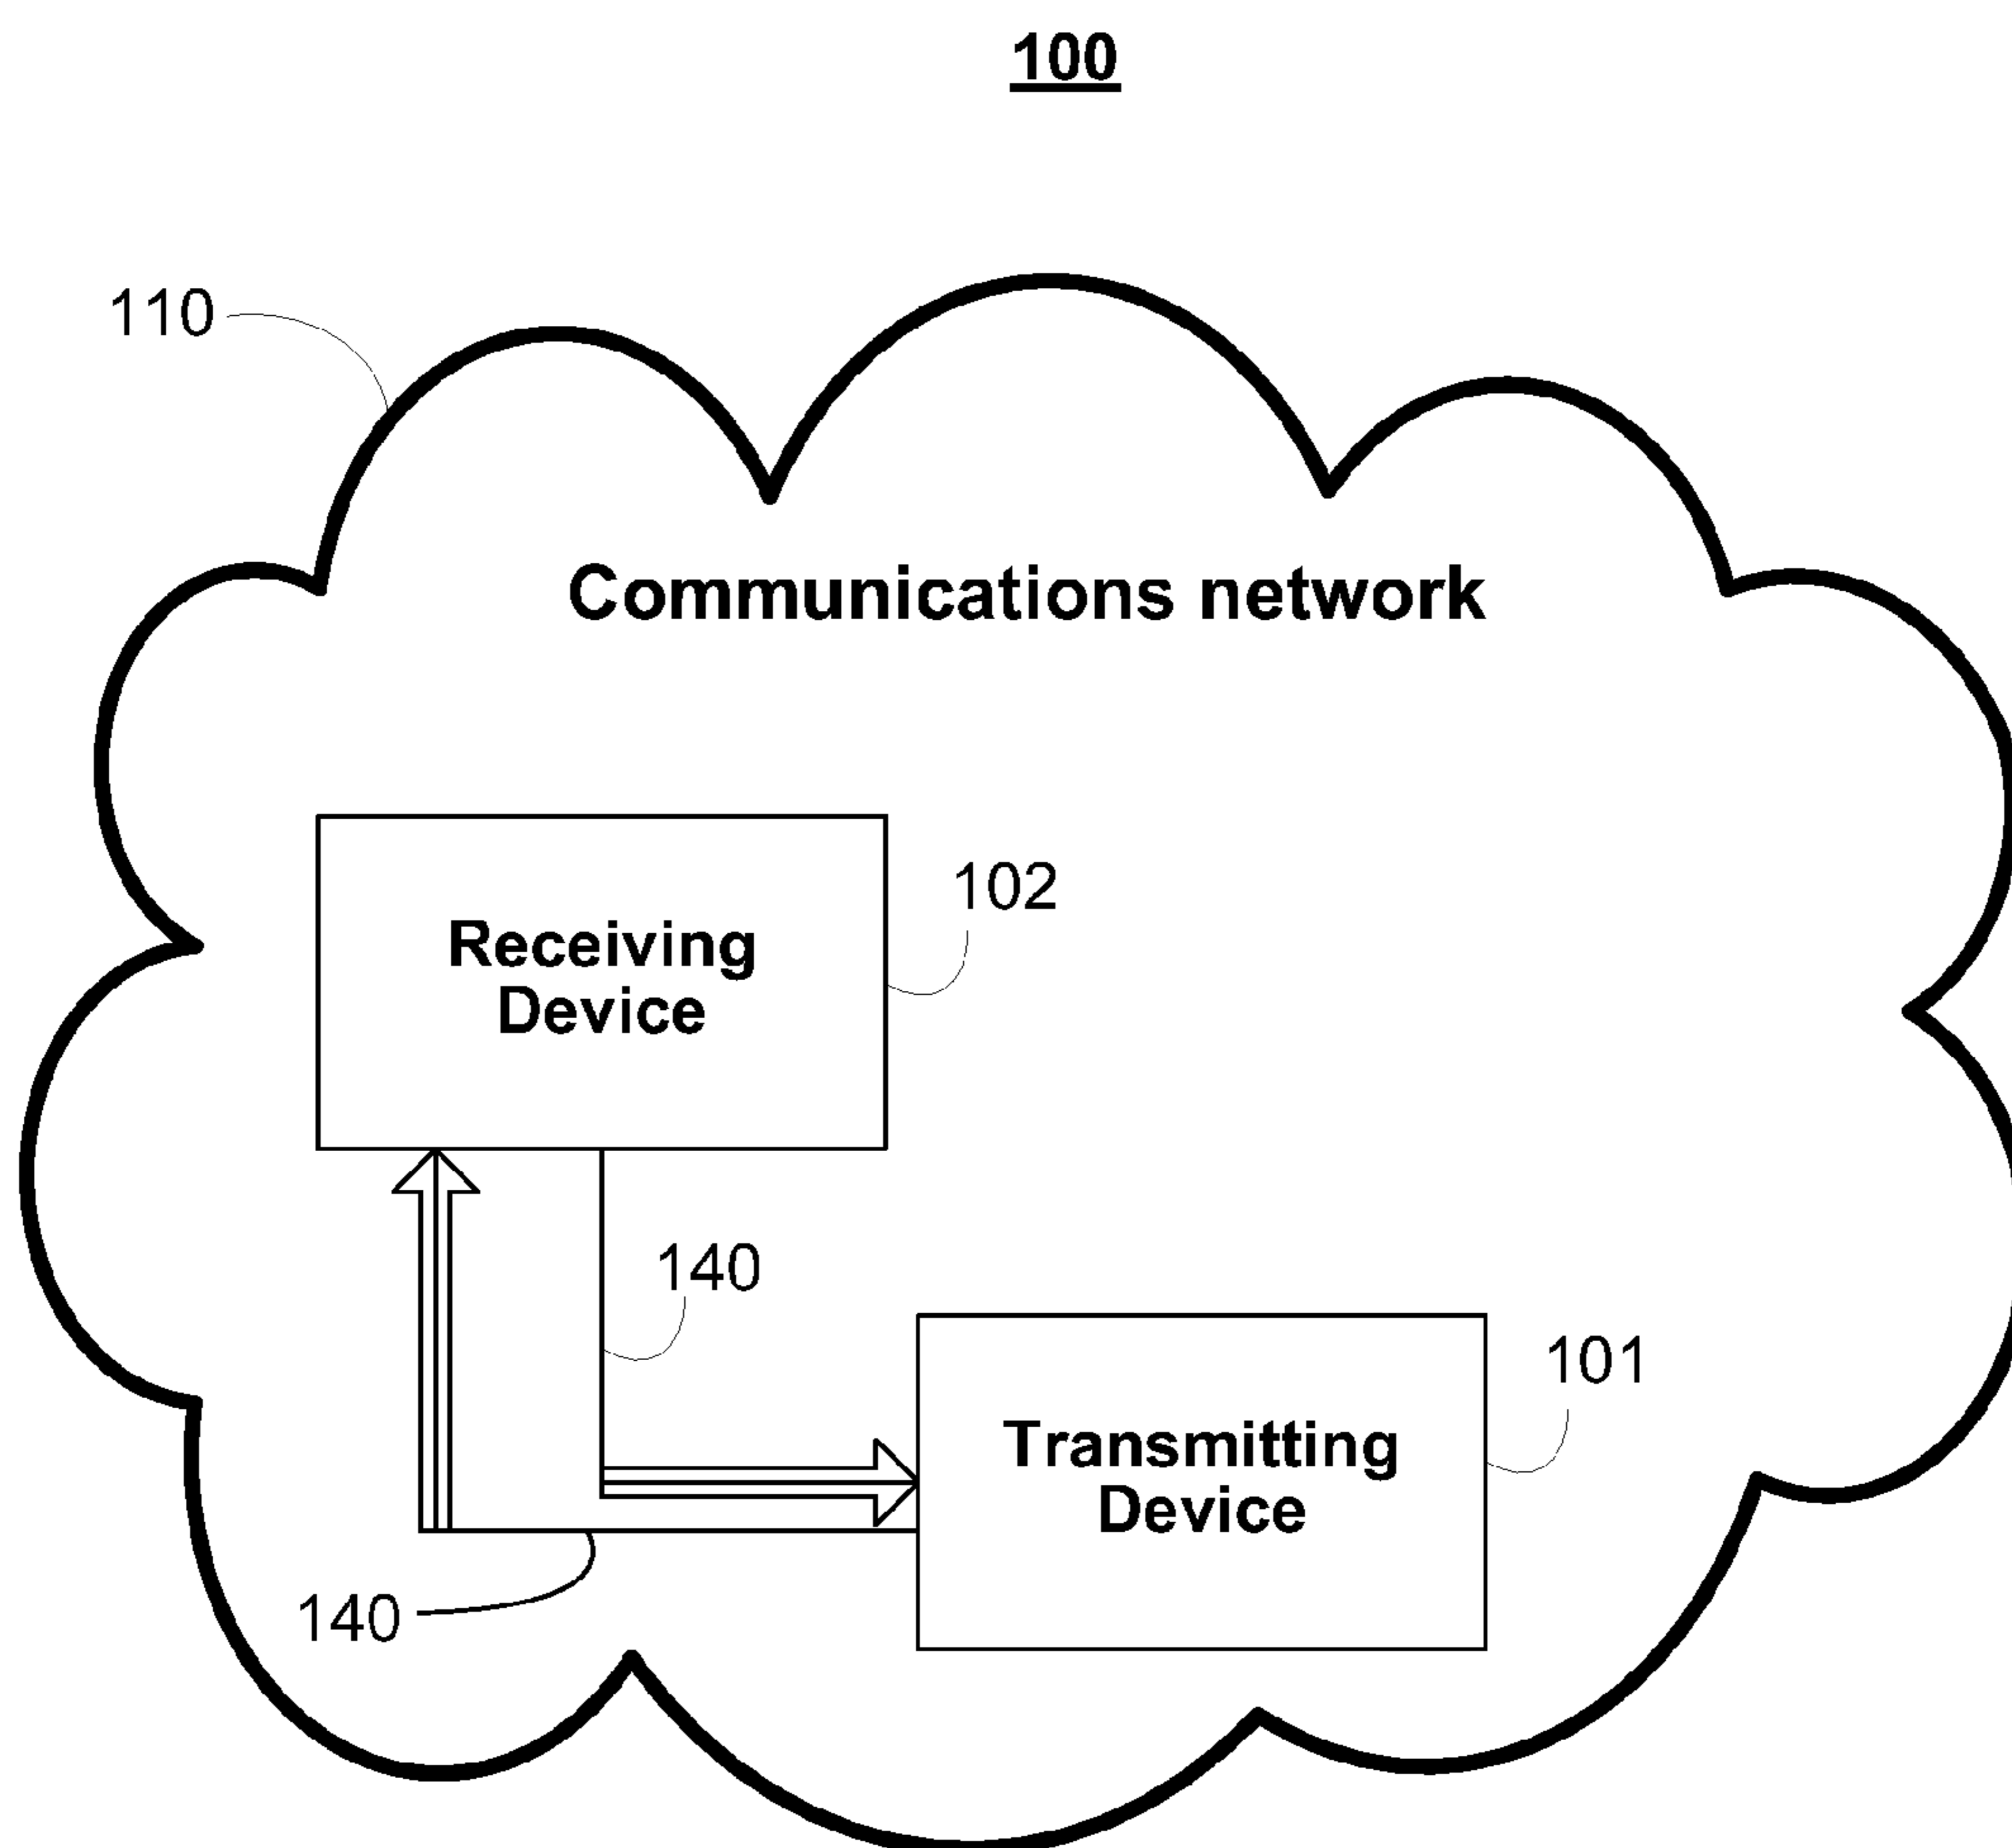 100
110
Communications network
102
Receiving
Device
140
101
Transmitting
Device
140